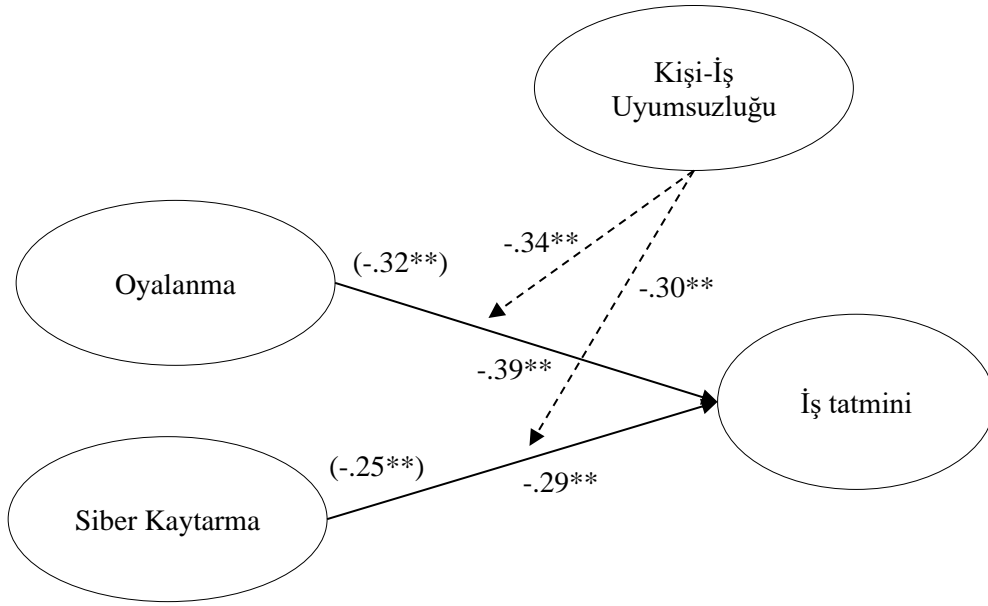 Kişi-İş
Uyumsuzluğu
-.34**
(-.32**)
Oyalanma
-.30**
-.39**
İş tatmini
(-.25**)
-.29**
Siber Kaytarma